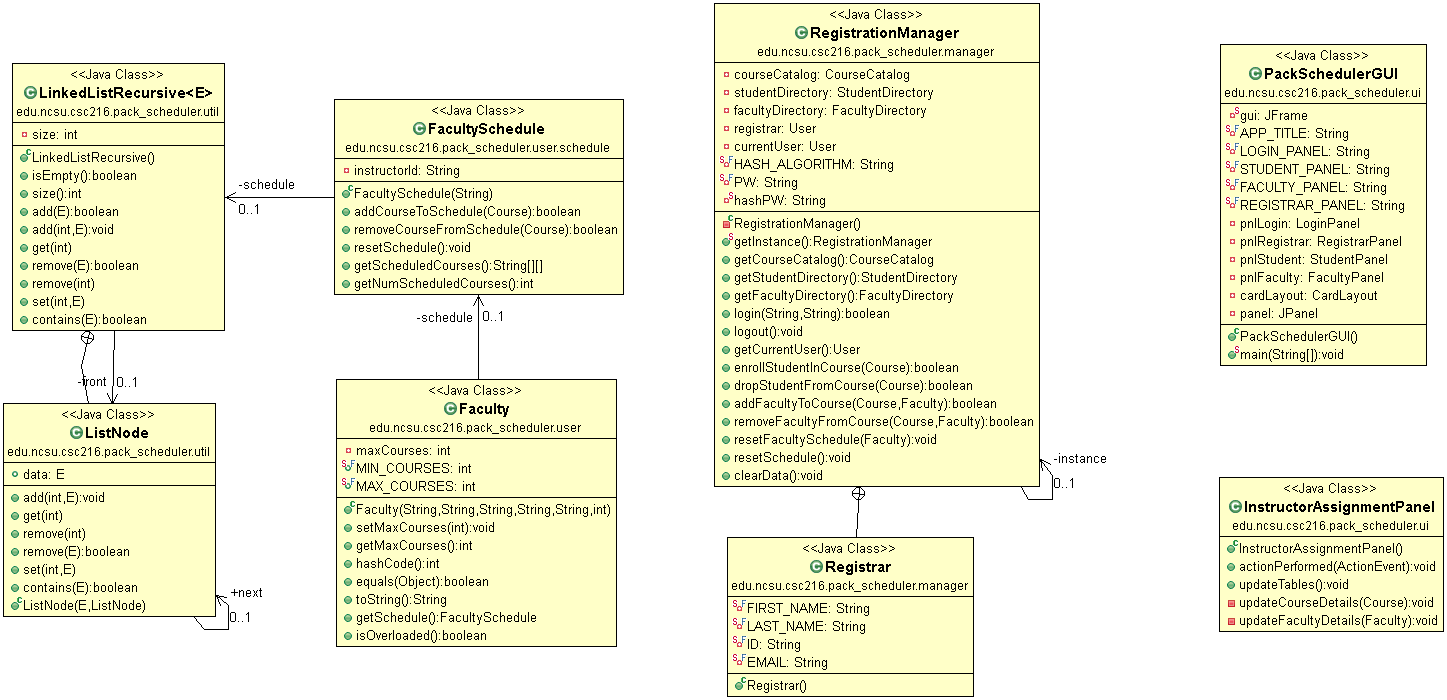 <<Java Class>>
LinkedListRecursive<E>
edu.ncsu.csc216.pack_scheduler.util
size: int
LinkedListRecursive()
isEmpty():boolean
size():int
add(E):boolean
add(int,E):void
get(int)
remove(E):boolean
remove(int)
set(int,E)
contains(E):boolean
-front
0..1
<<Java Class>>
ListNode
edu.ncsu.csc216.pack_scheduler.util
data: E
add(int,E):void
get(int)
remove(int)
remove(E):boolean
set(int,E)
contains(E):boolean
ListNode(E,ListNode)
+next
0..1
-schedule
0..1
<<Java Class>>
FacultySchedule
edu.ncsu.csc216.pack_scheduler.user.schedule
instructorId: String
FacultySchedule(String)
addCourseToSchedule(Course):boolean
removeCourseFromSchedule(Course):boolean
resetSchedule():void
getScheduledCourses():String[][]
getNumScheduledCourses():int
-schedule
0..1
<<Java Class>>
Faculty
edu.ncsu.csc216.pack_scheduler.user
maxCourses: int
MIN_COURSES: int
MAX_COURSES: int
Faculty(String,String,String,String,String,int)
setMaxCourses(int):void
getMaxCourses():int
hashCode():int
equals(Object):boolean
toString():String
getSchedule():FacultySchedule
isOverloaded():boolean
<<Java Class>>
RegistrationManager
edu.ncsu.csc216.pack_scheduler.manager
courseCatalog: CourseCatalog
studentDirectory: StudentDirectory
facultyDirectory: FacultyDirectory
registrar: User
currentUser: User
HASH_ALGORITHM: String
PW: String
hashPW: String
RegistrationManager()
getInstance():RegistrationManager
getCourseCatalog():CourseCatalog
getStudentDirectory():StudentDirectory
getFacultyDirectory():FacultyDirectory
login(String,String):boolean
logout():void
getCurrentUser():User
enrollStudentInCourse(Course):boolean
dropStudentFromCourse(Course):boolean
addFacultyToCourse(Course,Faculty):boolean
removeFacultyFromCourse(Course,Faculty):boolean
resetFacultySchedule(Faculty):void
resetSchedule():void
clearData():void
-instance
0..1
<<Java Class>>
Registrar
edu.ncsu.csc216.pack_scheduler.manager
FIRST_NAME: String
LAST_NAME: String
ID: String
EMAIL: String
Registrar()
<<Java Class>>
PackSchedulerGUI
edu.ncsu.csc216.pack_scheduler.ui
gui: JFrame
APP_TITLE: String
LOGIN_PANEL: String
STUDENT_PANEL: String
FACULTY_PANEL: String
REGISTRAR_PANEL: String
pnlLogin: LoginPanel
pnlRegistrar: RegistrarPanel
pnlStudent: StudentPanel
pnlFaculty: FacultyPanel
cardLayout: CardLayout
panel: JPanel
PackSchedulerGUI()
main(String[]):void
<<Java Class>>
InstructorAssignmentPanel
edu.ncsu.csc216.pack_scheduler.ui
InstructorAssignmentPanel()
actionPerformed(ActionEvent):void
updateTables():void
updateCourseDetails(Course):void
updateFacultyDetails(Faculty):void